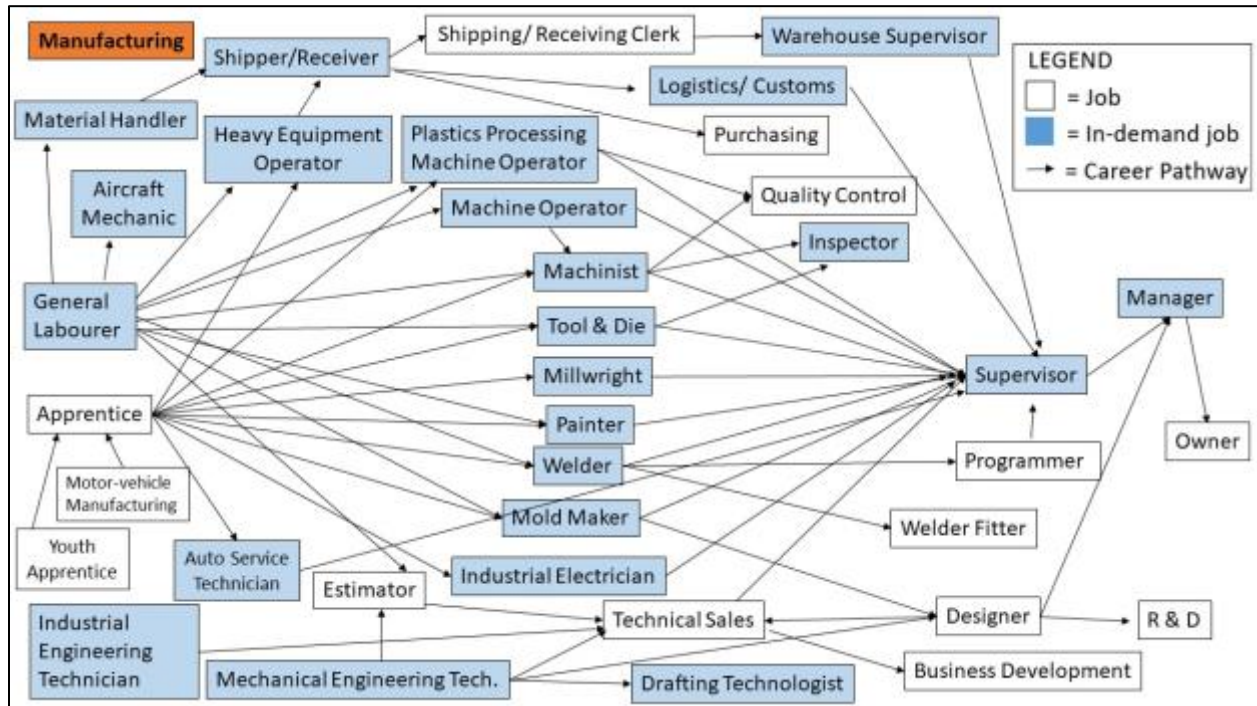 Manufacturing
Shipper/Receiver
Shipping/ Receiving Clerk
Warehouse Supervisor
LEGEND
= Job
= In-demand job
= Career Pathway
Material Handler
Heavy Equipment
Operator
Plastics Processing
Machine Operator
Logistics/ Customs
Purchasing
Aircraft
Mechanic
Machine Operator
Quality Control
Inspector
General
Labourer
Machinist
Manager
Tool & Die
Millwright
Supervisor
Apprentice
Painter
Owner
Welder
Programmer
Motor-vehicle
Manufacturing
Mold Maker
Welder Fitter
Youth
Apprentice
Auto Service
Technician
Estimator
Industrial Electrician
Technical Sales
Designer
R & D
Industrial
Engineering
Technician
Mechanical Engineering Tech.
Drafting Technologist
Business Development